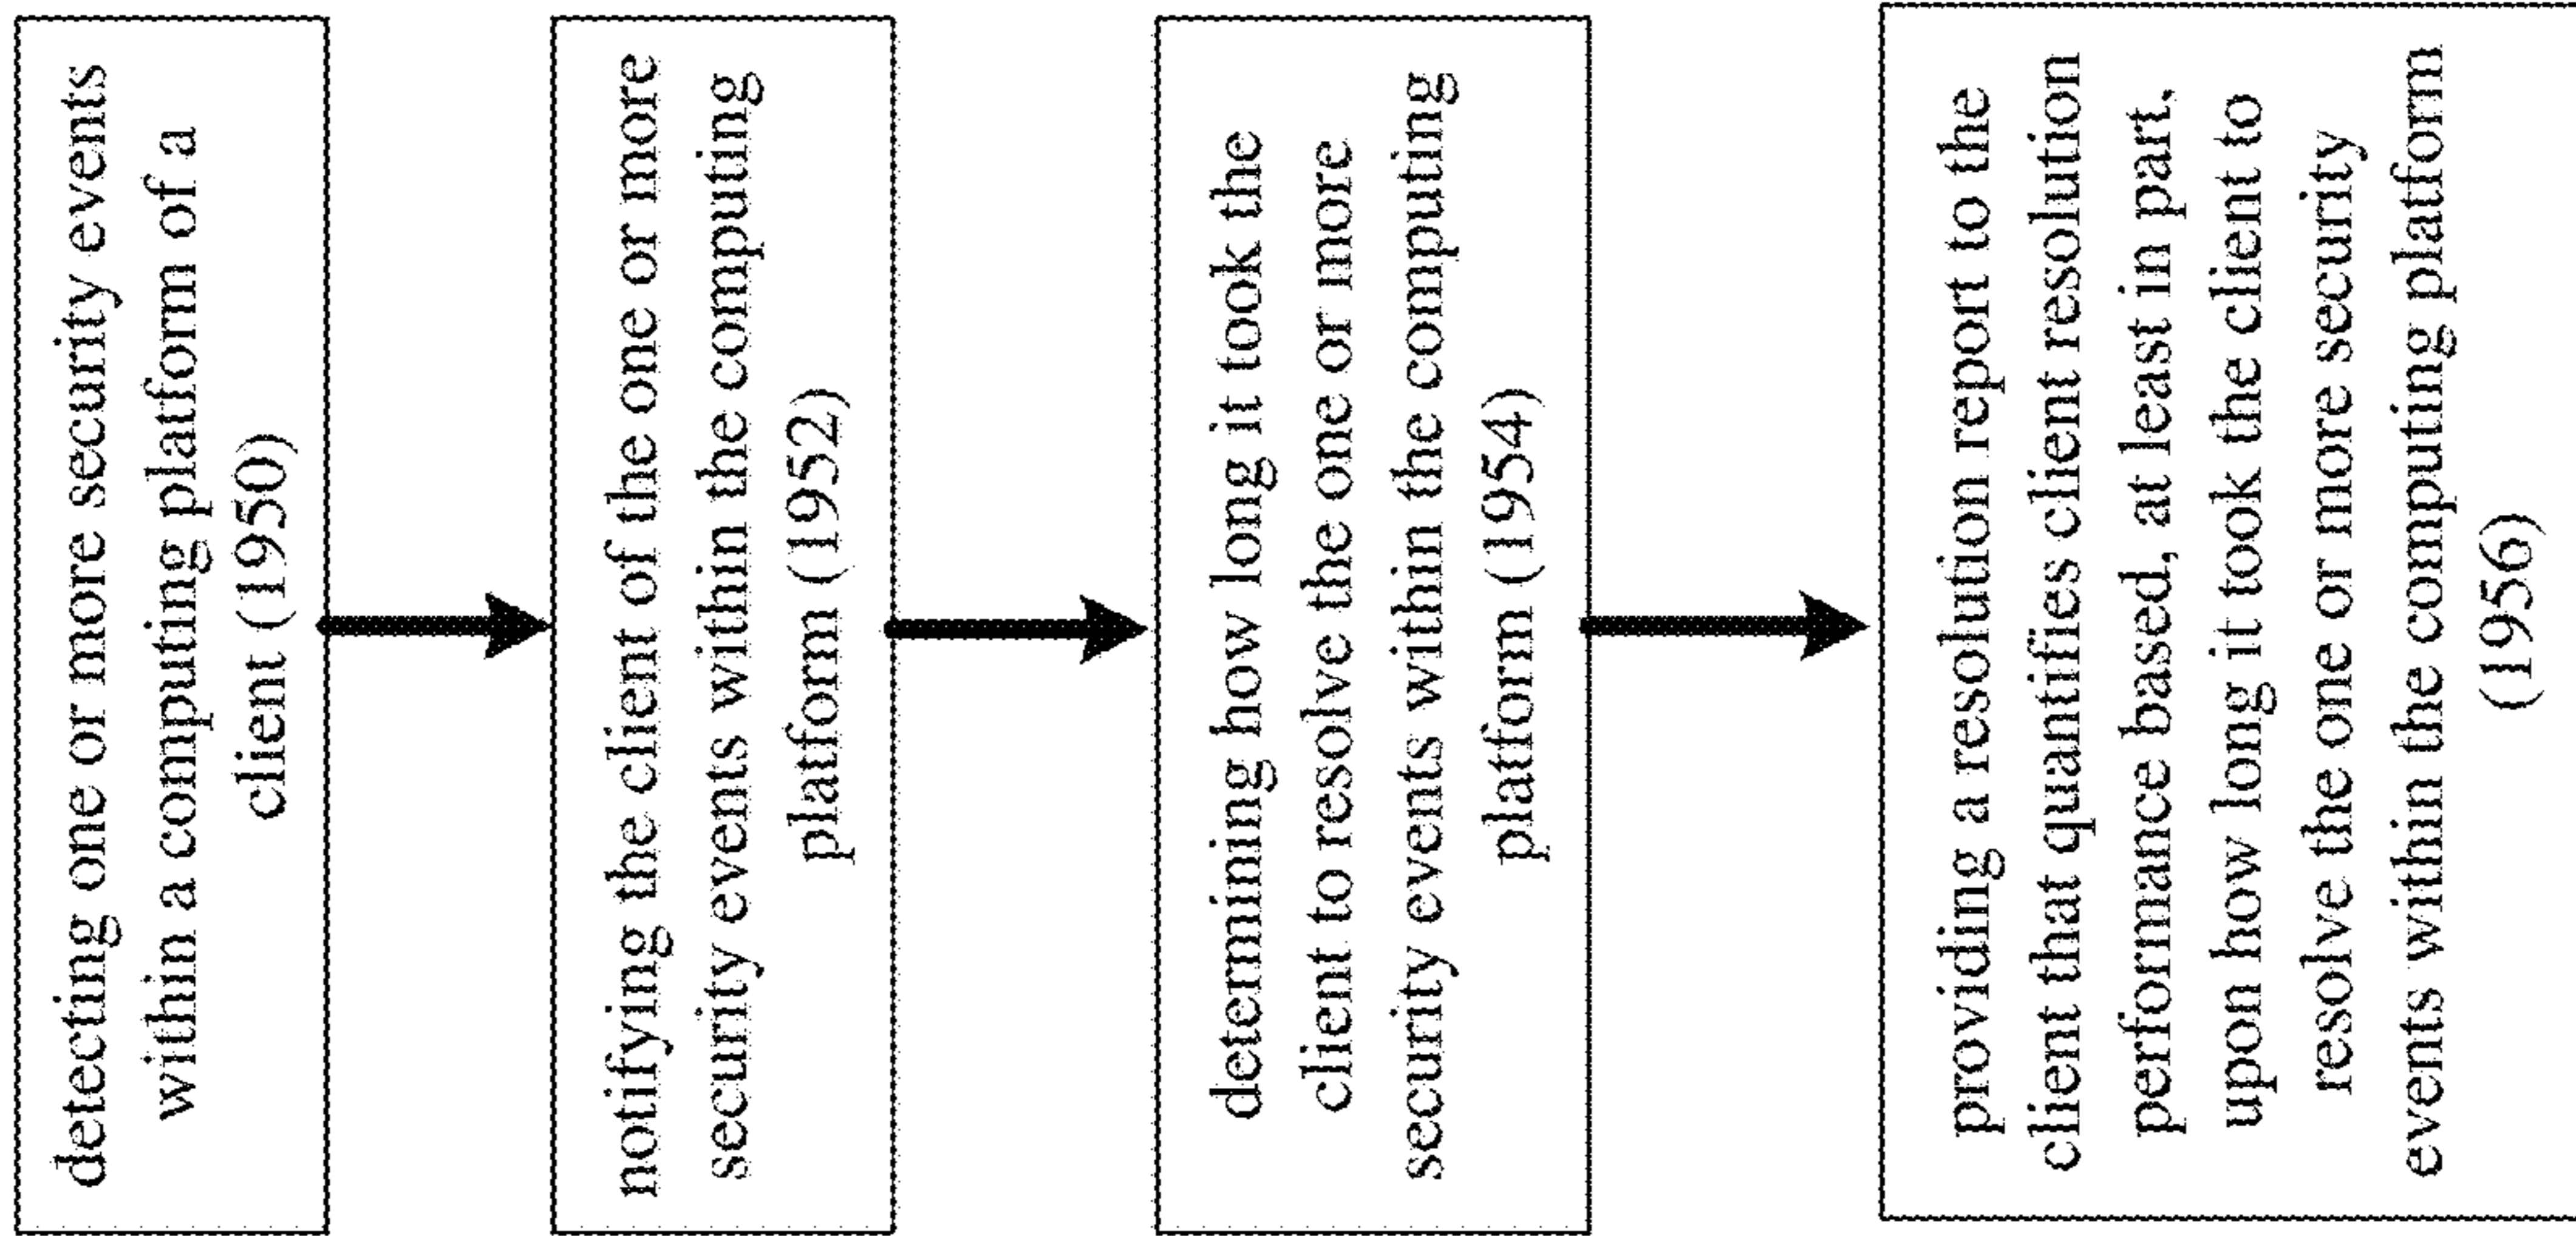 detecting one or more security events
within a computing platform of a
client (1950)
notifying the client of the one or more
security events within the computing
platform (1952)
determining how long it took the
client to resolve the one or more
security events within the computing
platform (1954)
providing a resolution report to the
client that quantifies client resolution
performance based, at least in part,
upon how long it took the client to
resolve the one or more security
events within the computing platform
(1956)